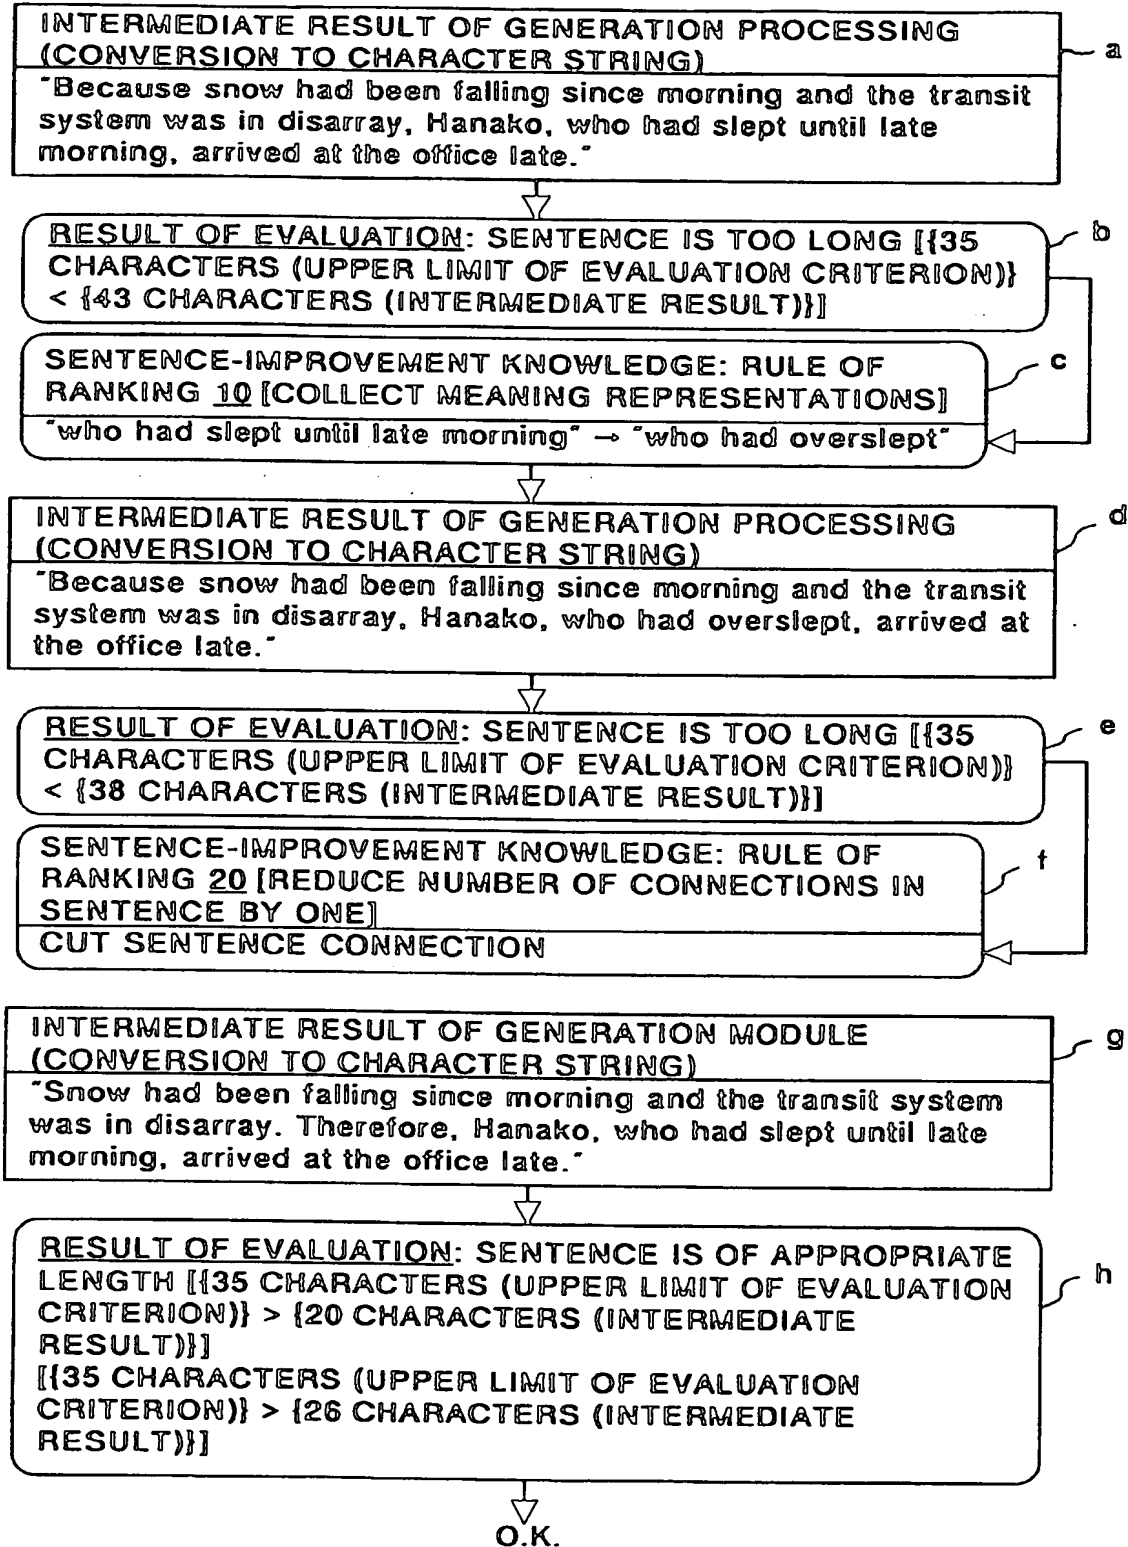 INTERMEDIATE RESULT OF GENERATION PROCESSING
(CONVERSION TO CHARACTER STRING)
a
"Because snow had been falling since morning and the transit
system was in disarray, Hanako, who had slept until late
morning, arrived at the office late."
RESULT OF EVALUATION: SENTENCE IS TOO LONG [{35
b
CHARACTERS (UPPER LIMIT OF EVALUATION CRITERION)}
< {43 CHARACTERS (INTERMEDIATE RESULT)}]
SENTENCE-IMPROVEMENT KNOWLEDGE: RULE OF
c
RANKING 10 [COLLECT MEANING REPRESENTATIONS]
"who had slept until late morning" → "who had overslept"
INTERMEDIATE RESULT OF GENERATION PROCESSING
d
(CONVERSION TO CHARACTER STRING)
"Because snow had been falling since morning and the transit
system was in disarray, Hanako, who had overslept, arrived at
the office late."
RESULT OF EVALUATION: SENTENCE IS TOO LONG [{35
e
CHARACTERS (UPPER LIMIT OF EVALUATION CRITERION)}
< {38 CHARACTERS (INTERMEDIATE RESULT)}]
SENTENCE-IMPROVEMENT KNOWLEDGE: RULE OF
f
RANKING 20 [REDUCE NUMBER OF CONNECTIONS IN
SENTENCE BY ONE]
CUT SENTENCE CONNECTION
INTERMEDIATE RESULT OF GENERATION MODULE
g
(CONVERSION TO CHARACTER STRING)
"Snow had been falling since morning and the transit system
was in disarray. Therefore, Hanako, who had slept until late
morning, arrived at the office late."
RESULT OF EVALUATION: SENTENCE IS OF APPROPRIATE
LENGTH [{35 CHARACTERS (UPPER LIMIT OF EVALUATION
h
CRITERION)} > {20 CHARACTERS (INTERMEDIATE
RESULT)}]
[{35 CHARACTERS (UPPER LIMIT OF EVALUATION
CRITERION)} > {26 CHARACTERS (INTERMEDIATE
RESULT)}]
O.K.